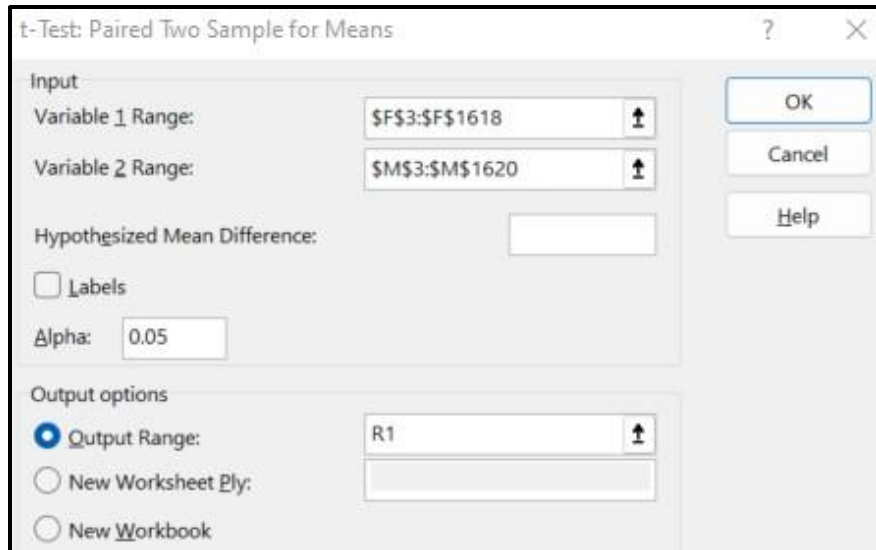 t-Test: Paired Two Sample for Means ?
Input
Variable 1 Range: $F$3:$F$1618
OK
Variable 2 Range: $M$3:$M$1620
Cancel
Hypothesized Mean Difference:
Help
Labels
Alpha: 0.05
Output options
Output Range: R1
New Worksheet Ply:
New Workbook